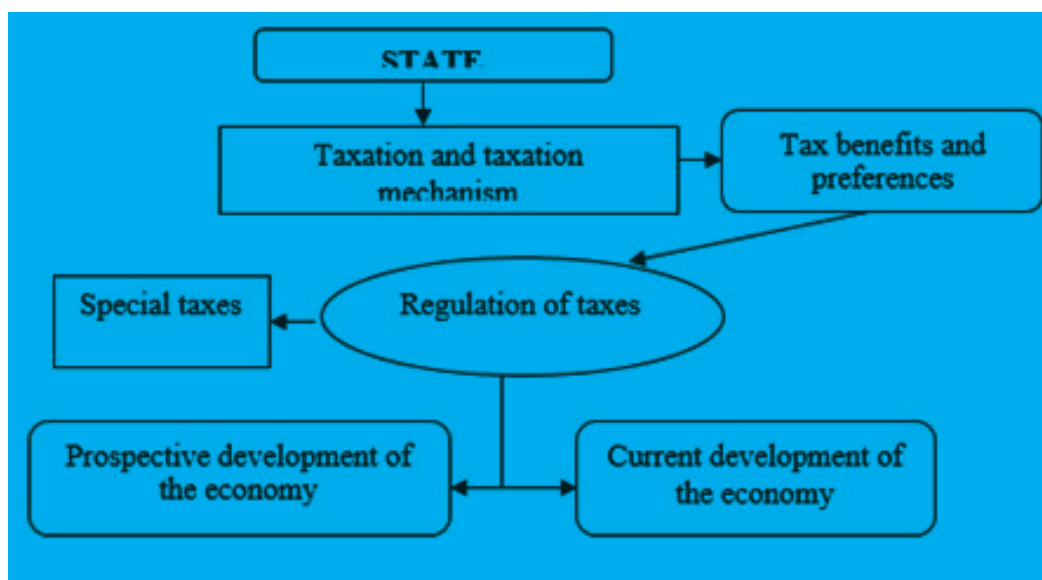 STATE
Taxation and taxation
mechanism
Tax benefits and
preferences
Special taxes
Regulation of taxes
Prospective development of
the economy
Current development of
the economy